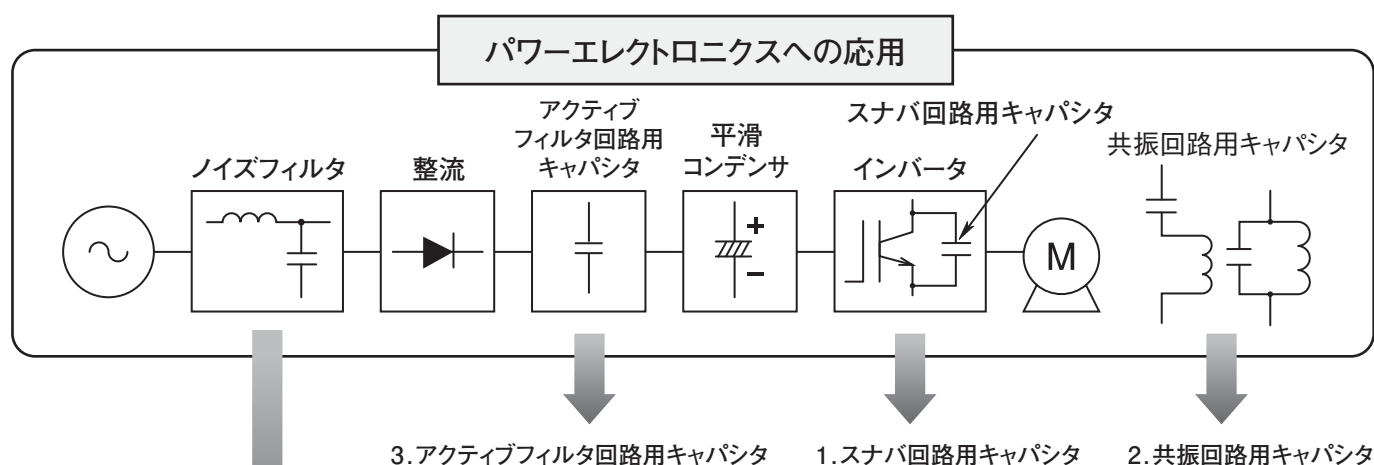 パワーエレクトロニクスへの応用
アクティブ
フィルタ回路用
キャパシタ
平滑
コンデンサ
スナバ回路用キャパシタ
共振回路用キャパシタ
ノイズフィルタ
整流
インバータ
+
−
M
3.アクティブフィルタ回路用キャパシタ
1.スナバ回路用キャパシタ
2.共振回路用キャパシタ